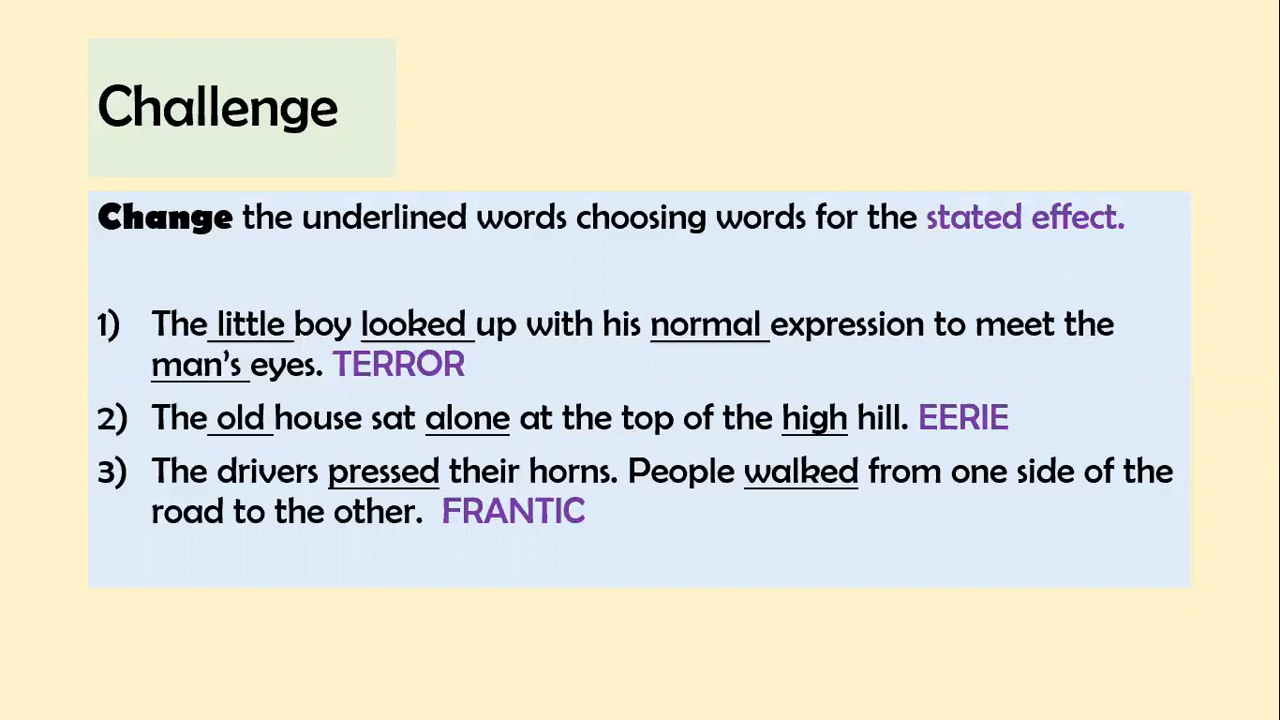 Challenge
Change the underlined words choosing words for the stated effect.
1) The little boy looked up with his normal expression to meet the
man's eyes. TERROR
2) The old house sat alone at the top of the high hill. EERIE
3) The drivers pressed their horns. People walked from one side of the
road to the other. FRANTIC